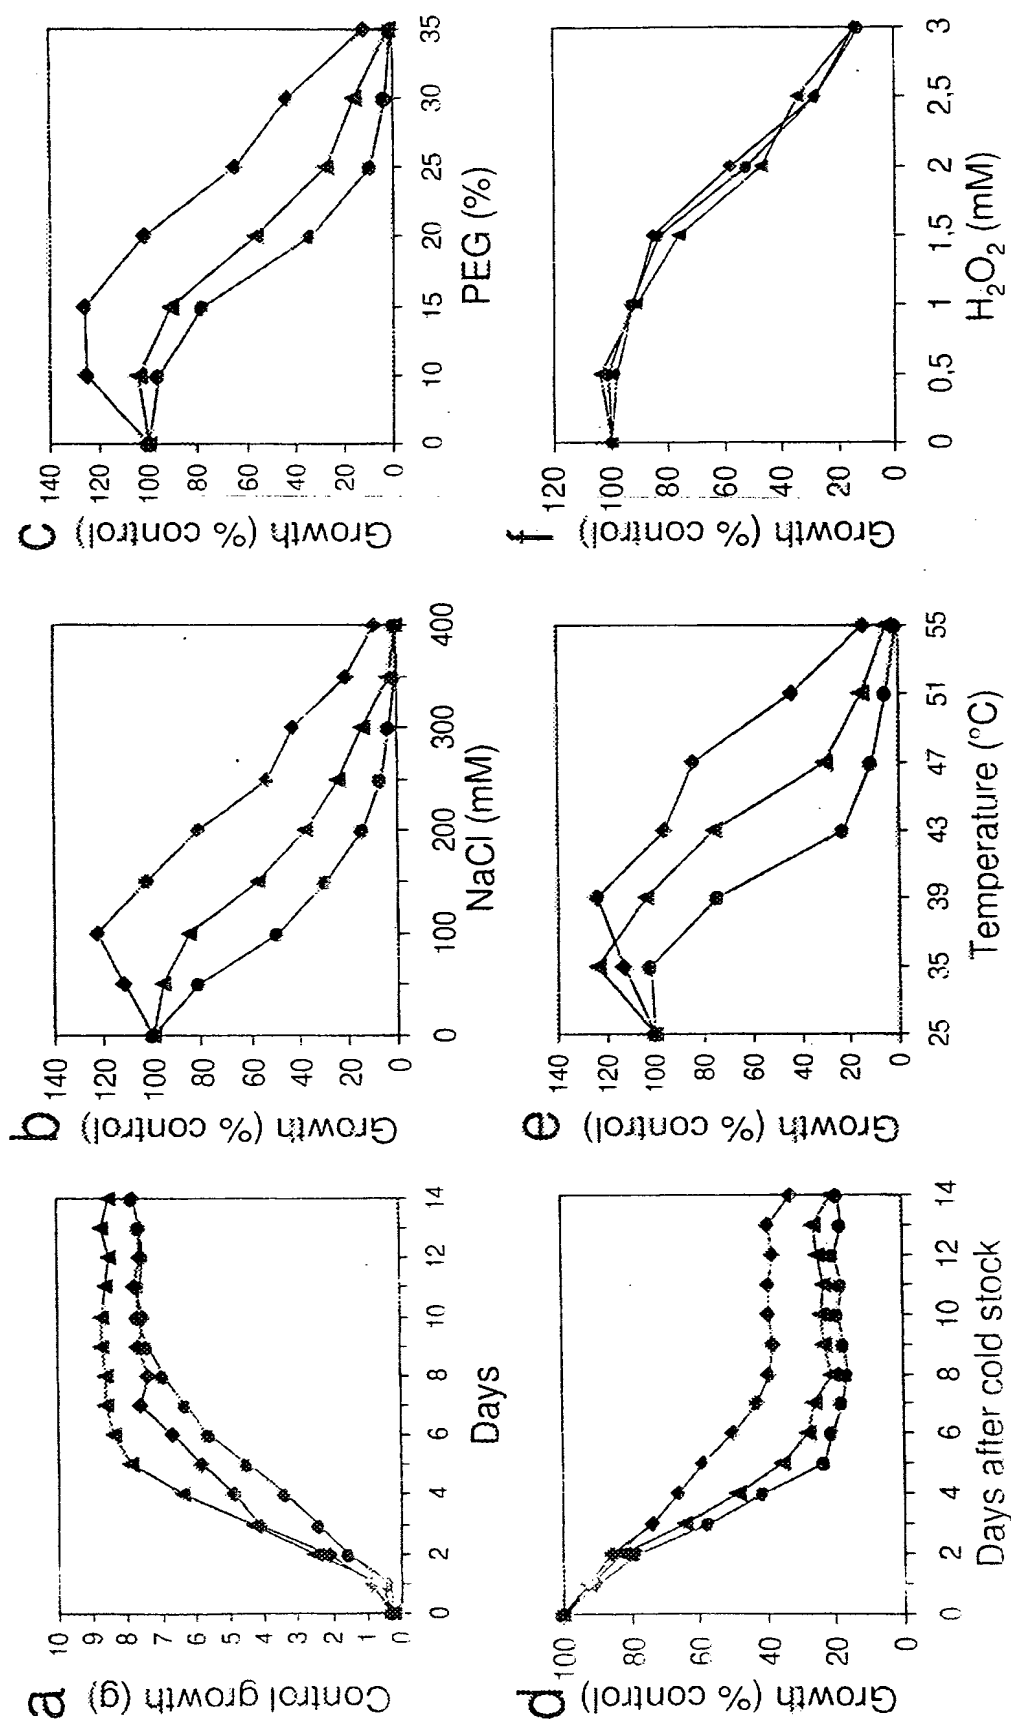 a
Control growth (g)
10
9
8
7
6
5
4
3
2
1
0
0 2 4 6 8 10 12 14
Days
b
Growth (% control)
140
120
100
80
60
40
20
0
0 100 200 300 400
NaCl (mM)
c
Growth (% control)
140
120
100
80
60
40
20
0
0 10 15 20 25 30 35
PEG (%)
d
Growth (% control)
100
80
60
40
20
0
0 2 4 6 8 10 12 14
Days after cold stock
e
Growth (% control)
140
120
100
80
60
40
20
0
25 35 39 43 47 51 55
Temperature (°C)
f
Growth (% control)
120
100
80
60
40
20
0
0 0,5 1 1,5 2 2,5 3
H₂O₂ (mM)